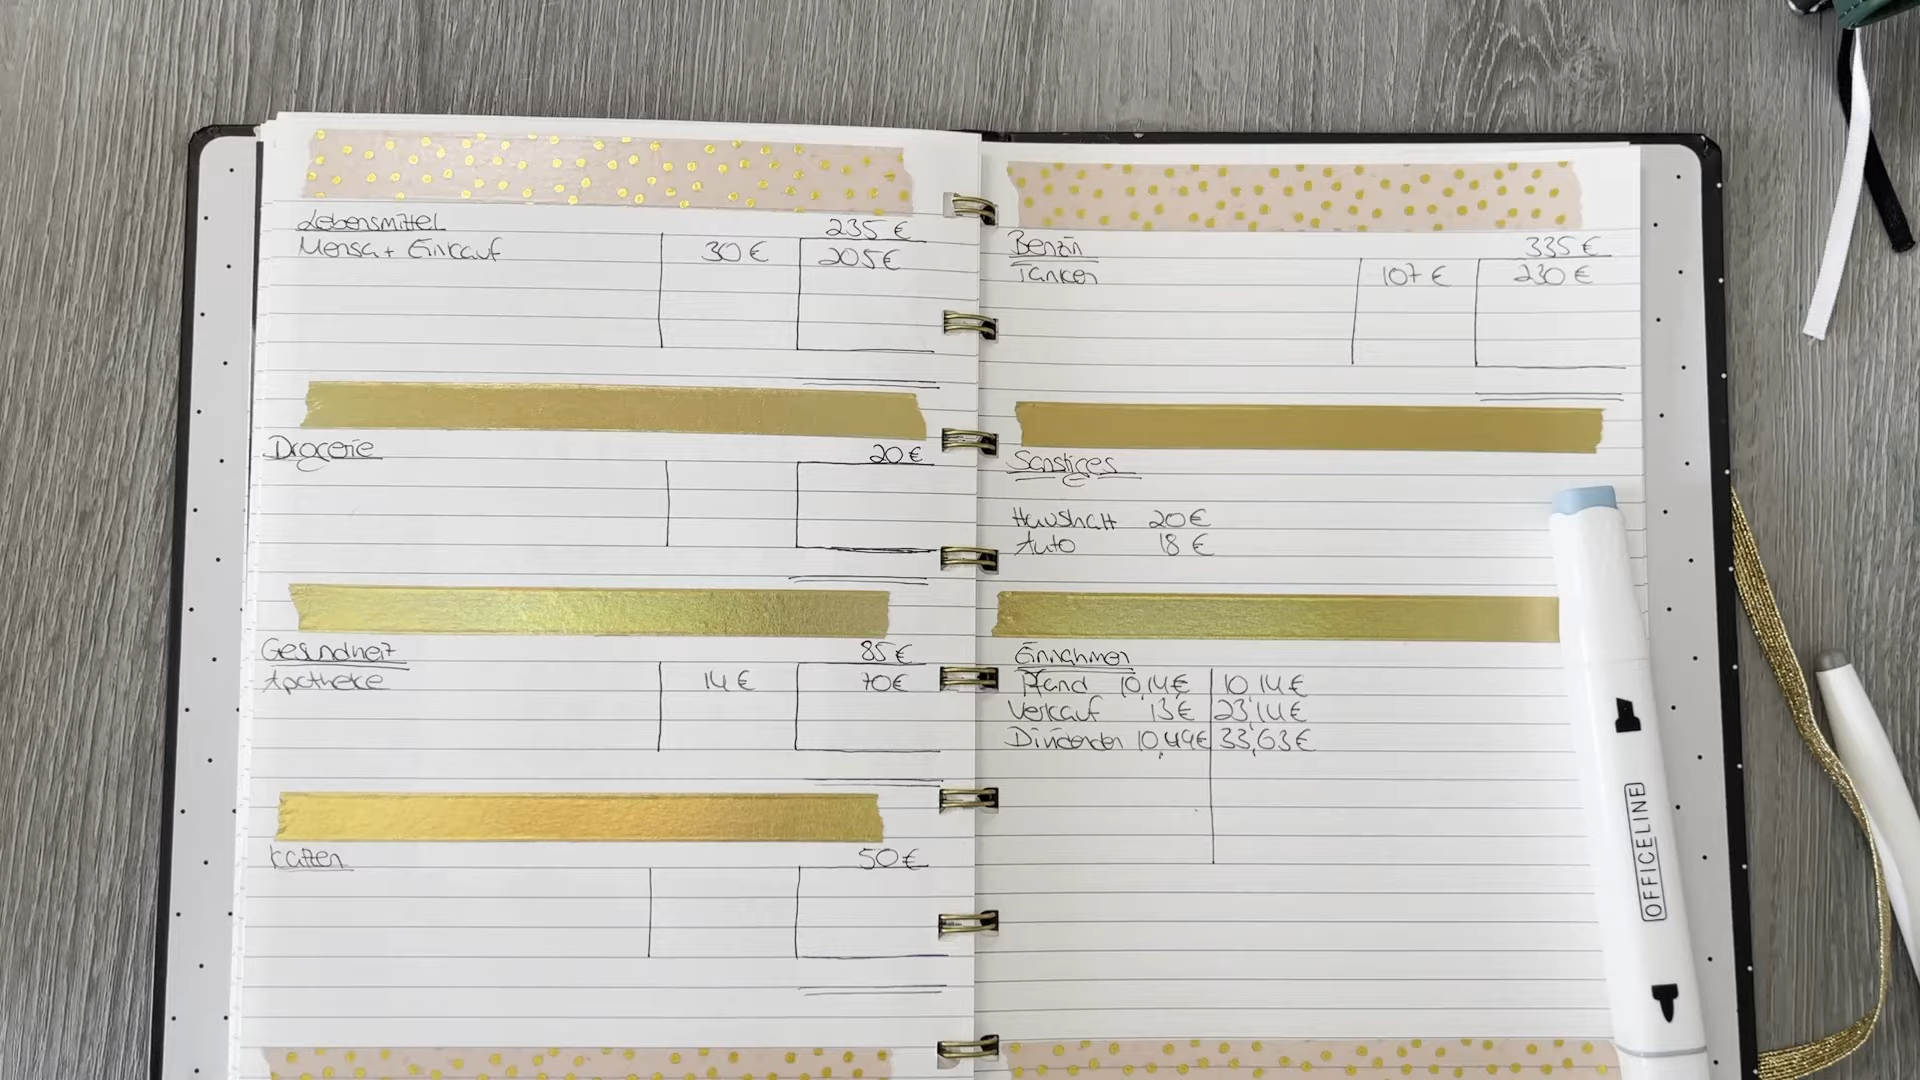 Lebensmittel 235 €
Mensa + Einkauf 30 € 205 €
Drogerie 20 €
Gesundheit 85 €
Apotheke 14 € 70 €
Katzen 50 €
Benzin 335 €
Tanken 107 € 230 €
Sonstiges
Haushalt 20 €
Auto 18 €
Einnahmen
Pfand 10,14 € 10,14 €
Verkauf 13 € 23,14 €
Dividenden 10,49 € 33,63 €
OFFICELINE